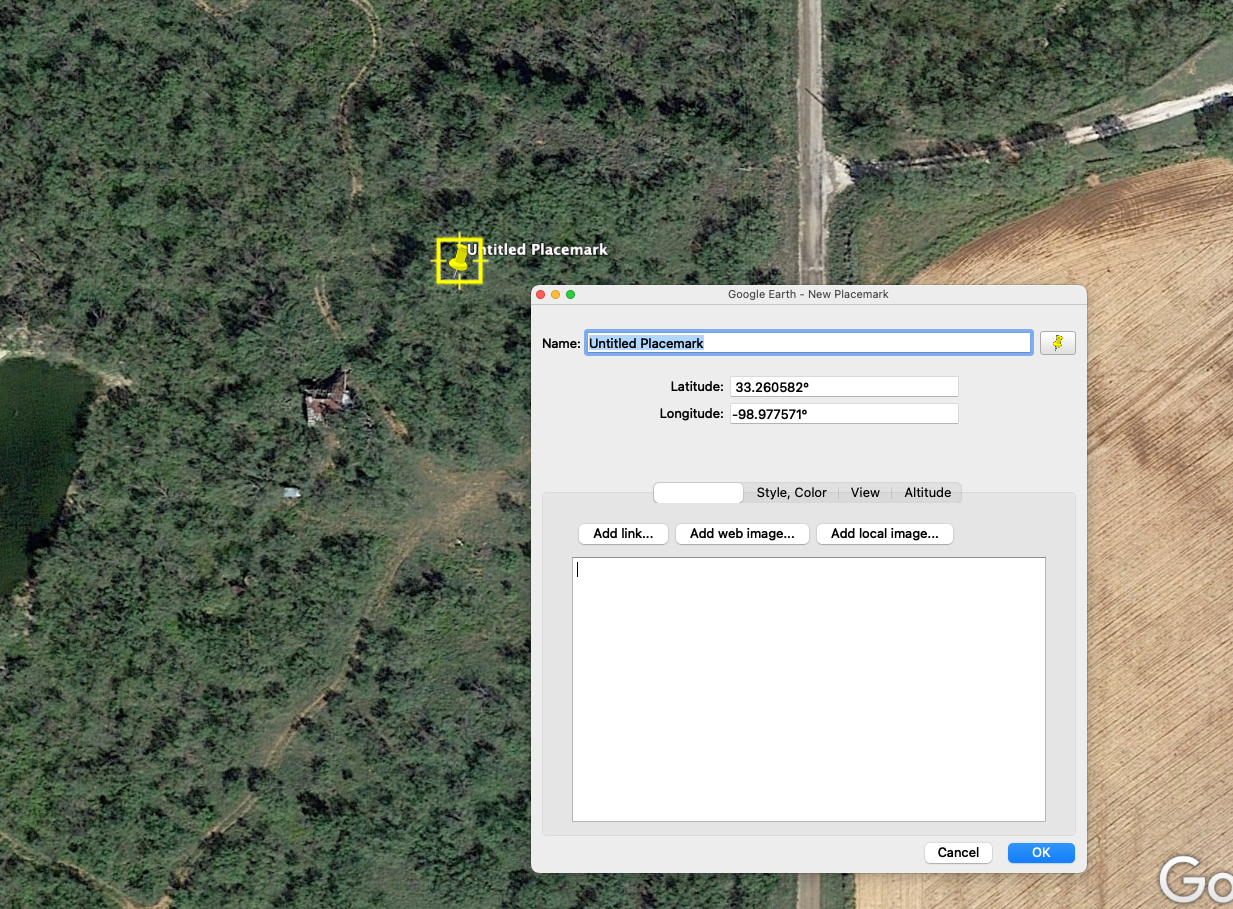 Untitled Placemark
Google Earth - New Placemark
Name: Untitled Placemark
Latitude: 33.260582°
Longitude: -98.977571°
Style, Color View Altitude
Add link... Add web image... Add local image...
Cancel OK
Go